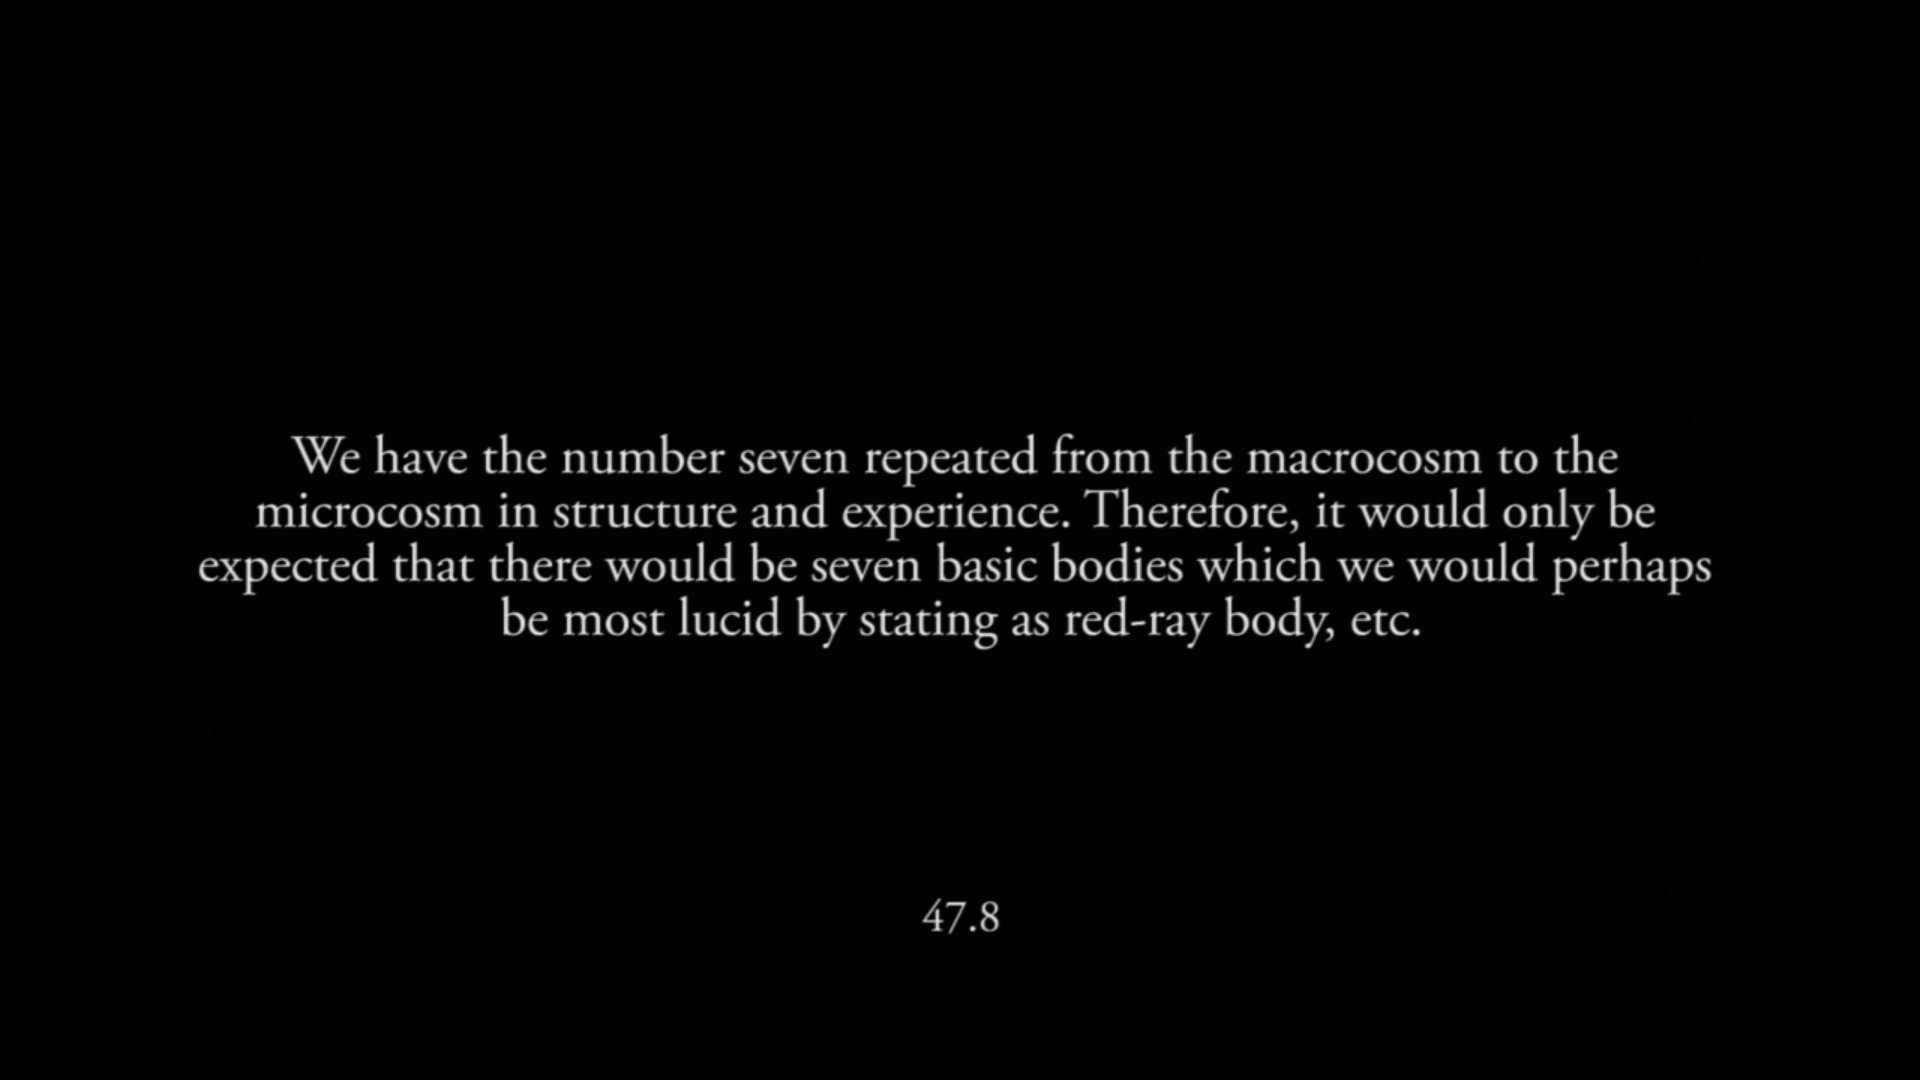 We have the number seven repeated from the macrocosm to the
microcosm in structure and experience. Therefore, it would only be
expected that there would be seven basic bodies which we would perhaps
be most lucid by stating as red-ray body, etc.
47.8